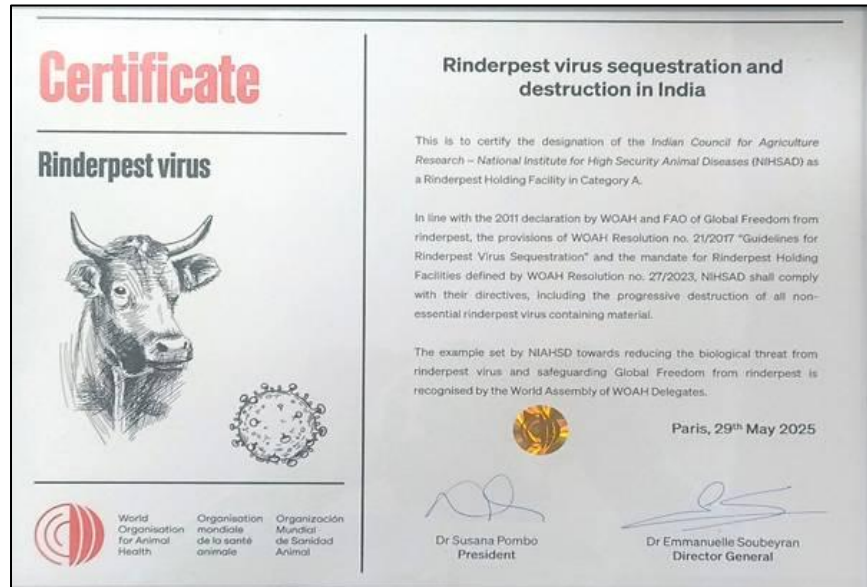 Certificate
Rinderpest virus
World
Organisation
for Animal
Health
Organisation
mondiale
de la santé
animale
Organización
Mundial
de Sanidad
Animal
Rinderpest virus sequestration and
destruction in India
This is to certify the designation of the Indian Council for Agriculture
Research – National Institute for High Security Animal Diseases (NIHSAD) as
a Rinderpest Holding Facility in Category A.
In line with the 2011 declaration by WOAH and FAO of Global Freedom from
rinderpest, the provisions of WOAH Resolution no. 21/2017 "Guidelines for
Rinderpest Virus Sequestration" and the mandate for Rinderpest Holding
Facilities defined by WOAH Resolution no. 27/2023, NIHSAD shall comply
with their directives, including the progressive destruction of all non-
essential rinderpest virus containing material.
The example set by NIAHSD towards reducing the biological threat from
rinderpest virus and safeguarding Global Freedom from rinderpest is
recognised by the World Assembly of WOAH Delegates.
Paris, 29th May 2025
Dr Susana Pombo
President
Dr Emmanuelle Soubeyran
Director General